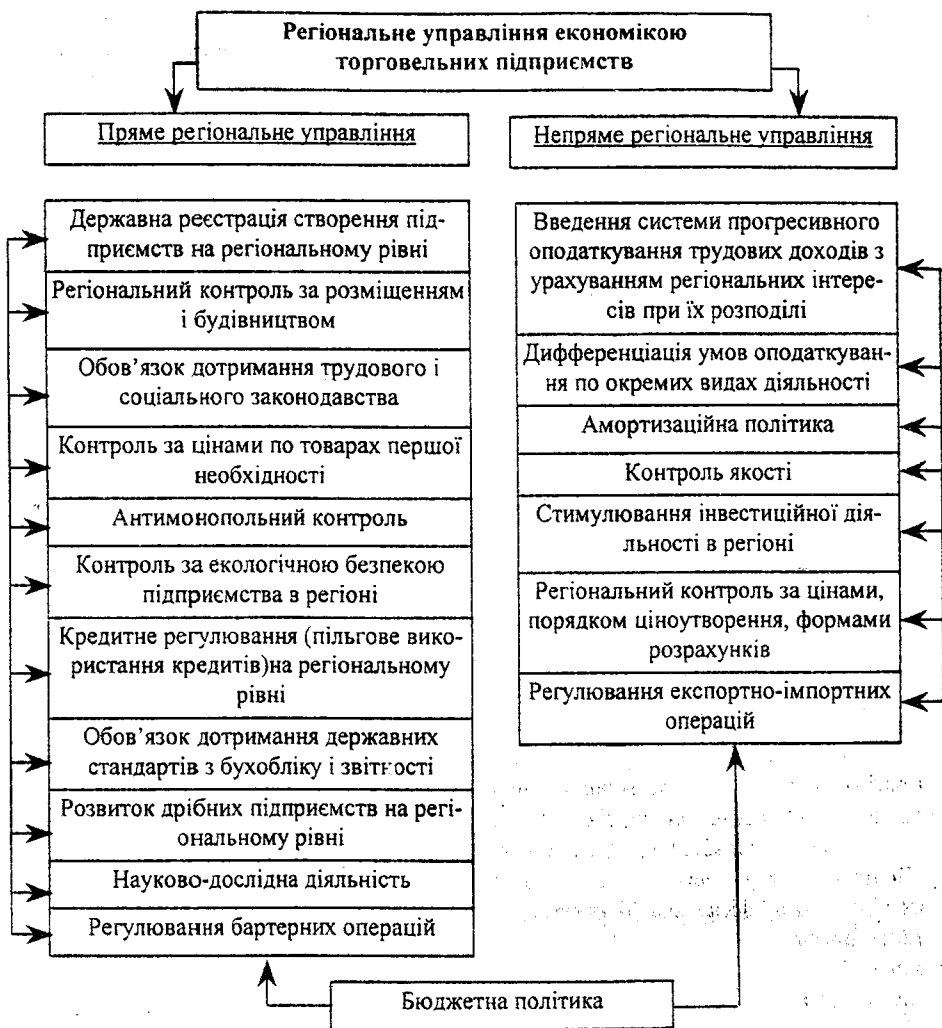 Регіональне управління економікою
торговельних підприємств
Пряме регіональне управління
Непряме регіональне управління
Державна реєстрація створення під-
приємств на регіональному рівні
Регіональний контроль за розміщенням
і будівництвом
Обов’язок дотримання трудового і
соціального законодавства
Контроль за цінами по товарах першої
необхідності
Антимонопольний контроль
Контроль за екологічною безпекою
підприємства в регіоні
Кредитне регулювання (пільгове вико-
ристання кредитів)на регіональному
рівні
Обов’язок дотримання державних
стандартів з бухобліку і звітності
Розвиток дрібних підприємств на регі-
ональному рівні
Науково-дослідна діяльність
Регулювання бартерних операцій
Введення системи прогресивного
оподаткування трудових доходів з
урахуванням регіональних інтере-
сів при їх розподілі
Дифференціація умов оподаткуван-
ня по окремих видах діяльності
Амортизаційна політика
Контроль якості
Стимулювання інвестиційної дія-
льності в регіоні
Регіональний контроль за цінами,
порядком ціноутворення, формами
розрахунків
Регулювання експортно-імпортних
операцій
Бюджетна політика